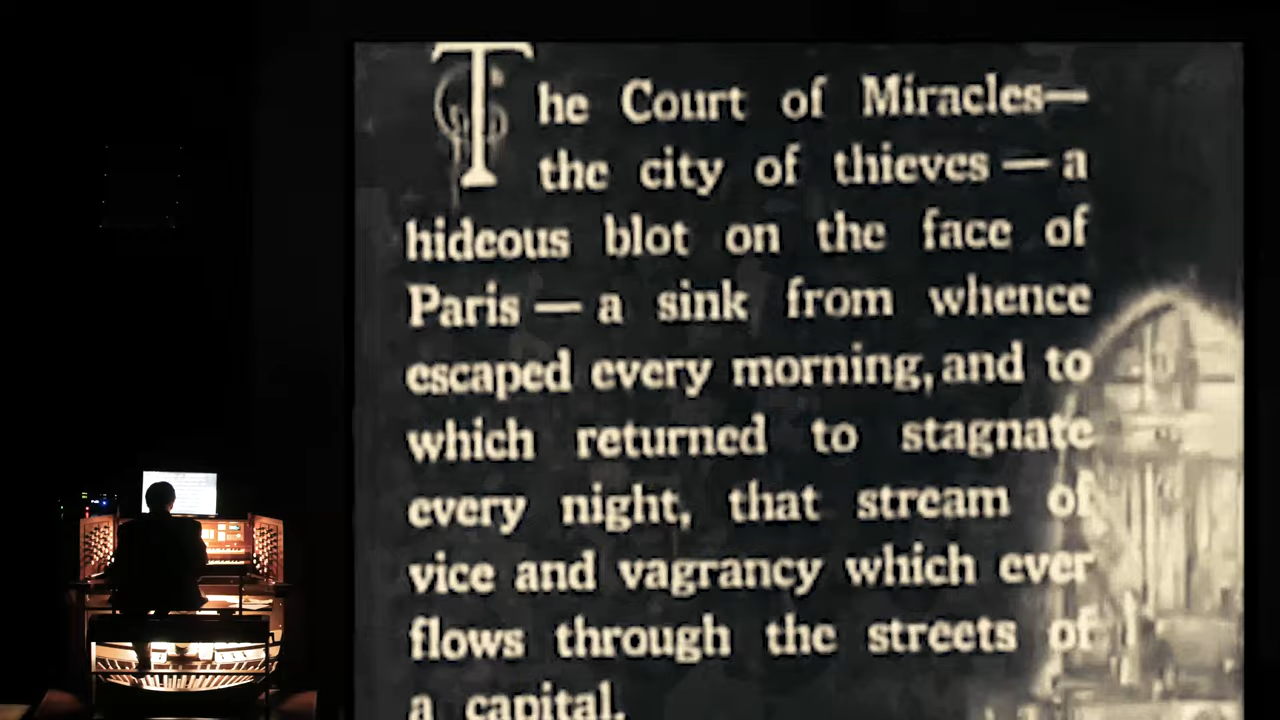 The Court of Miracles—
the city of thieves — a
hideous blot on the face of
Paris — a sink from whence
escaped every morning, and to
which returned to stagnate
every night, that stream of
vice and vagrancy which ever
flows through the streets of
a capital.